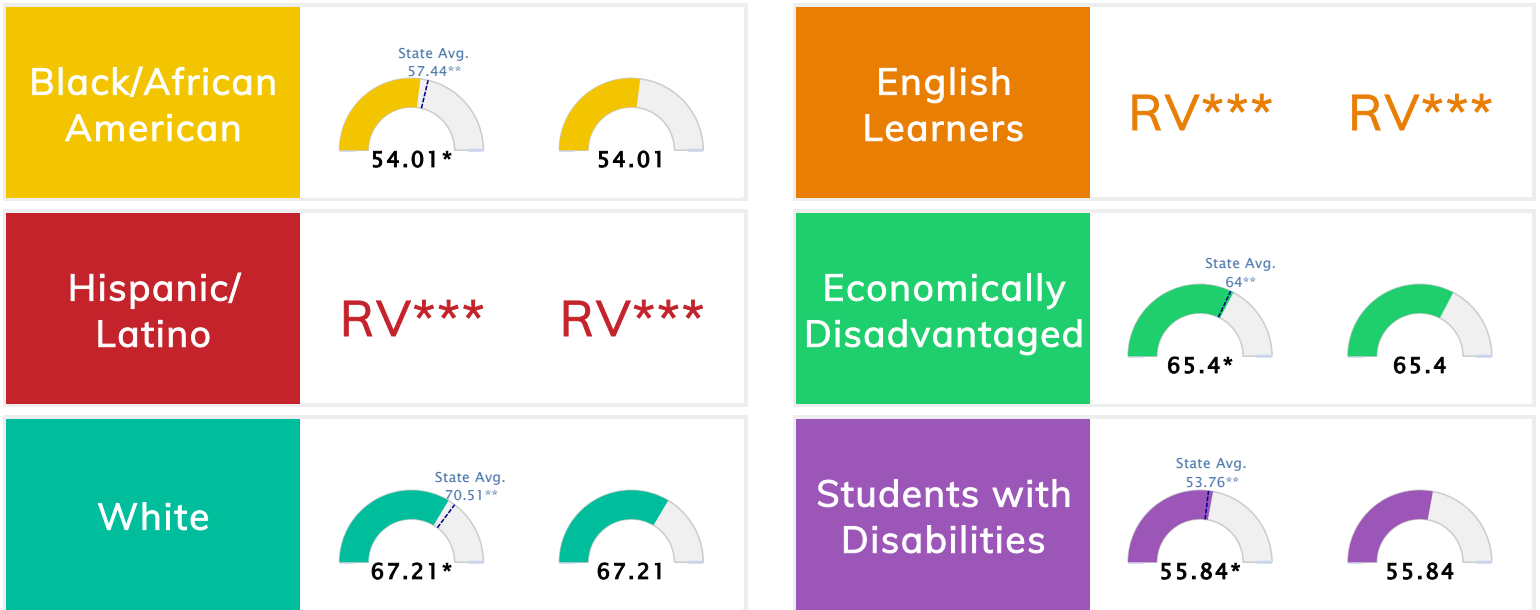 Black/African
American
State Avg.
57.44**
54.01*
54.01
English
Learners
RV***
RV***
Hispanic/
Latino
RV***
RV***
Economically
Disadvantaged
State Avg.
64**
65.4*
65.4
White
State Avg.
70.51**
67.21*
67.21
Students with
Disabilities
State Avg.
53.76**
55.84*
55.84